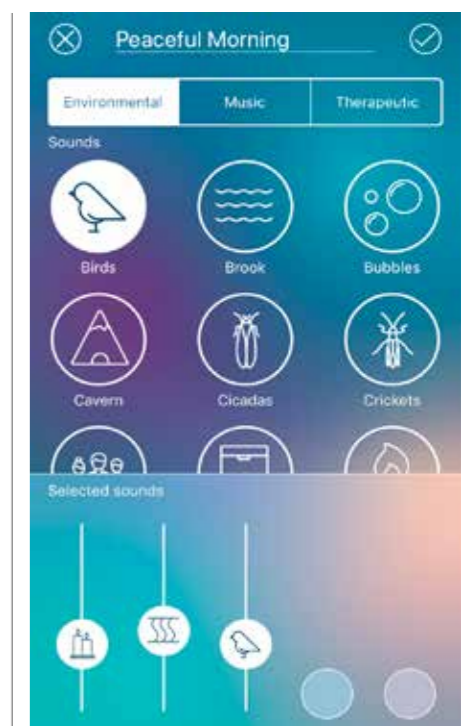 Peaceful Morning
Environmental Music Therapeutic
Sounds
Birds Brook Bubbles
Cavern Cicadas Crickets
Selected sounds